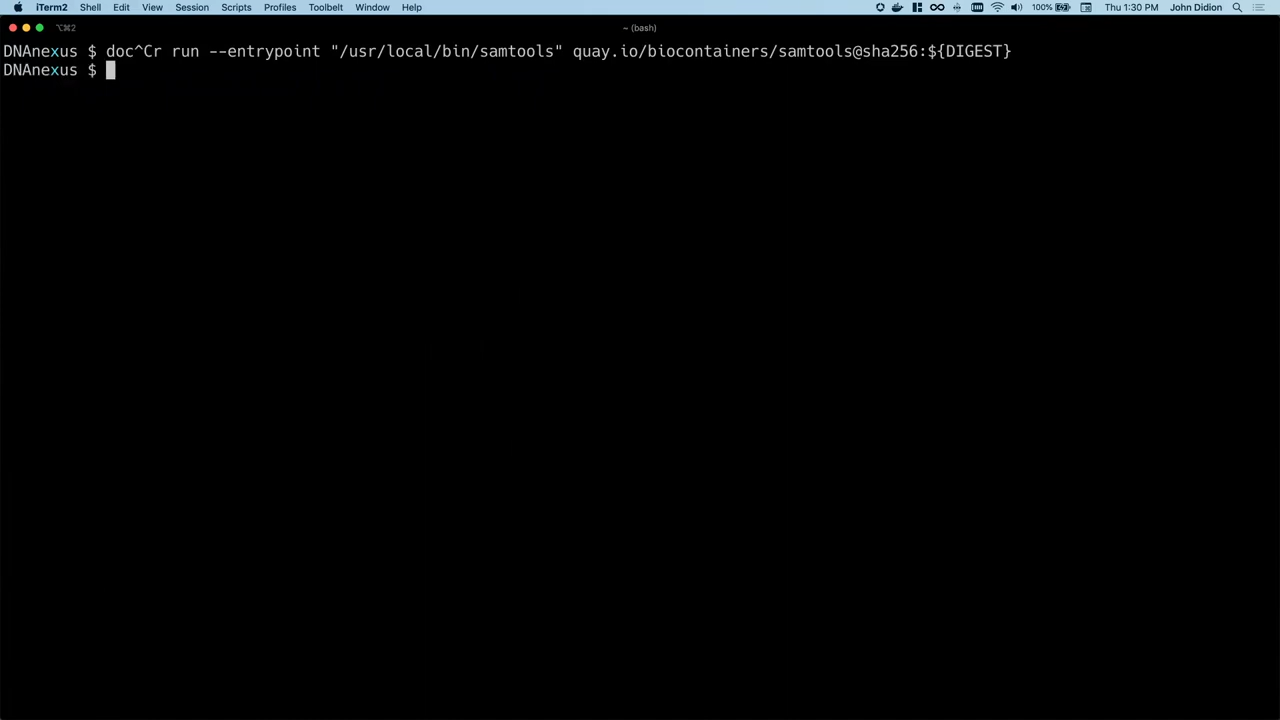 iTerm2 Shell Edit View Session Scripts Profiles Toolbelt Window Help 100% Thu 1:30 PM John Didion
⌥⌘2 ~ (bash)
DNAnexus $ doc^Cr run --entrypoint "/usr/local/bin/samtools" quay.io/biocontainers/samtools@sha256:${DIGEST}
DNAnexus $